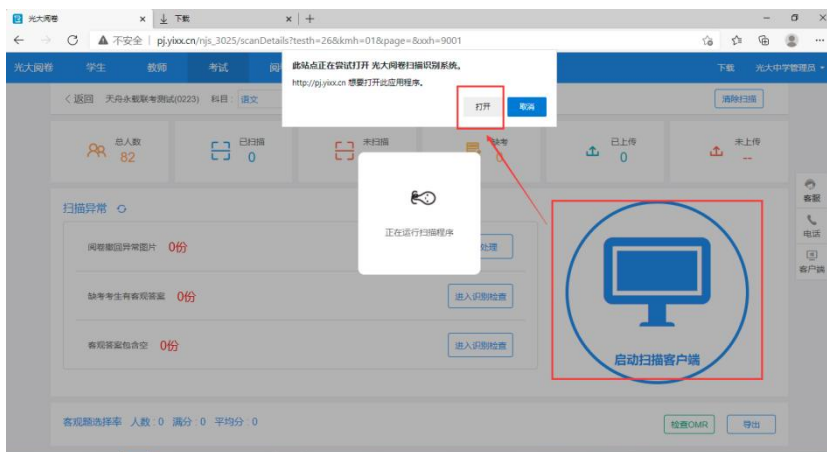 光大阅卷
下载
不安全 pj.yixx.cn/njs_3025/scanDetails?testh=26&kmh=01&page=&xxh=9001
此站点正在尝试打开 光大阅卷扫描识别系统。
http://pj.yixx.cn 想要打开此应用程序。
打开 取消
光大阅卷 学生 教师 考试 阅 下载 光大中学管理员
返回 天舟永载联考测试(0223) 科目: 语文 清除扫描
总人数 已扫描 未扫描 缺考 已上传 未上传
82 0 0 0 --
正在运行扫描程序
扫描异常
阅卷撤回异常图片 0份 处理
缺考考生有客观答案 0份 进入识别检查
客观答案包含空 0份 进入识别检查
启动扫描客户端
客服
电话
客户端
客观题选择率 人数:0 满分:0 平均分:0 检查OMR 导出